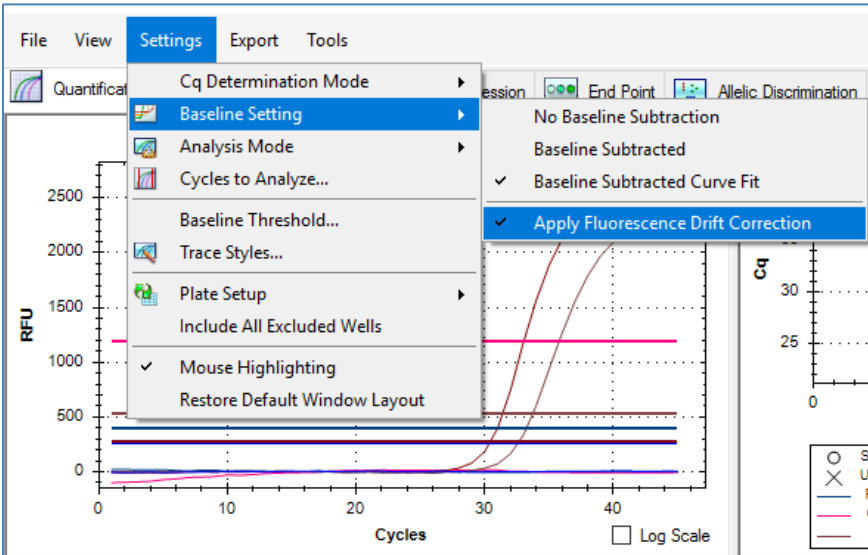 File View Settings Export Tools
Quantificat ession End Point Allelic Discrimination
Cq Determination Mode
Baseline Setting
Analysis Mode
Cycles to Analyze...
Baseline Threshold...
Trace Styles...
Plate Setup
Include All Excluded Wells
Mouse Highlighting
Restore Default Window Layout
No Baseline Subtraction
Baseline Subtracted
Baseline Subtracted Curve Fit
Apply Fluorescence Drift Correction
2500
2000
1500
1000
500
0
RFU
0 10 20 30 40
Cycles
Log Scale
Cq
30
25
0
S
U